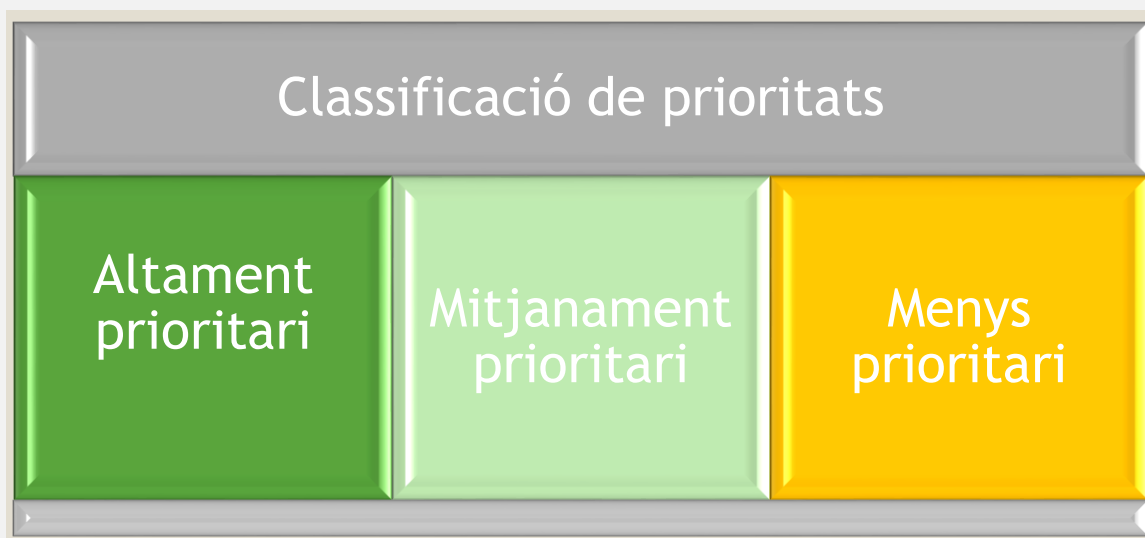 Classificació de prioritats
Altament
prioritari
Mitjanament
prioritari
Menys
prioritari